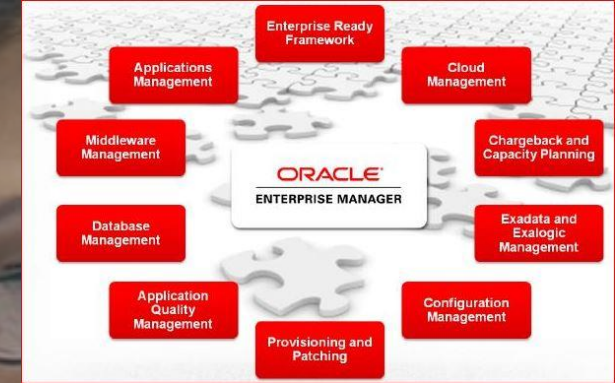 Enterprise Ready
Framework
Applications
Management
Cloud
Management
Middleware
Management
Chargeback and
Capacity Planning
ORACLE
ENTERPRISE MANAGER
Database
Management
Exadata and
Exalogic
Management
Application
Quality
Management
Configuration
Management
Provisioning and
Patching